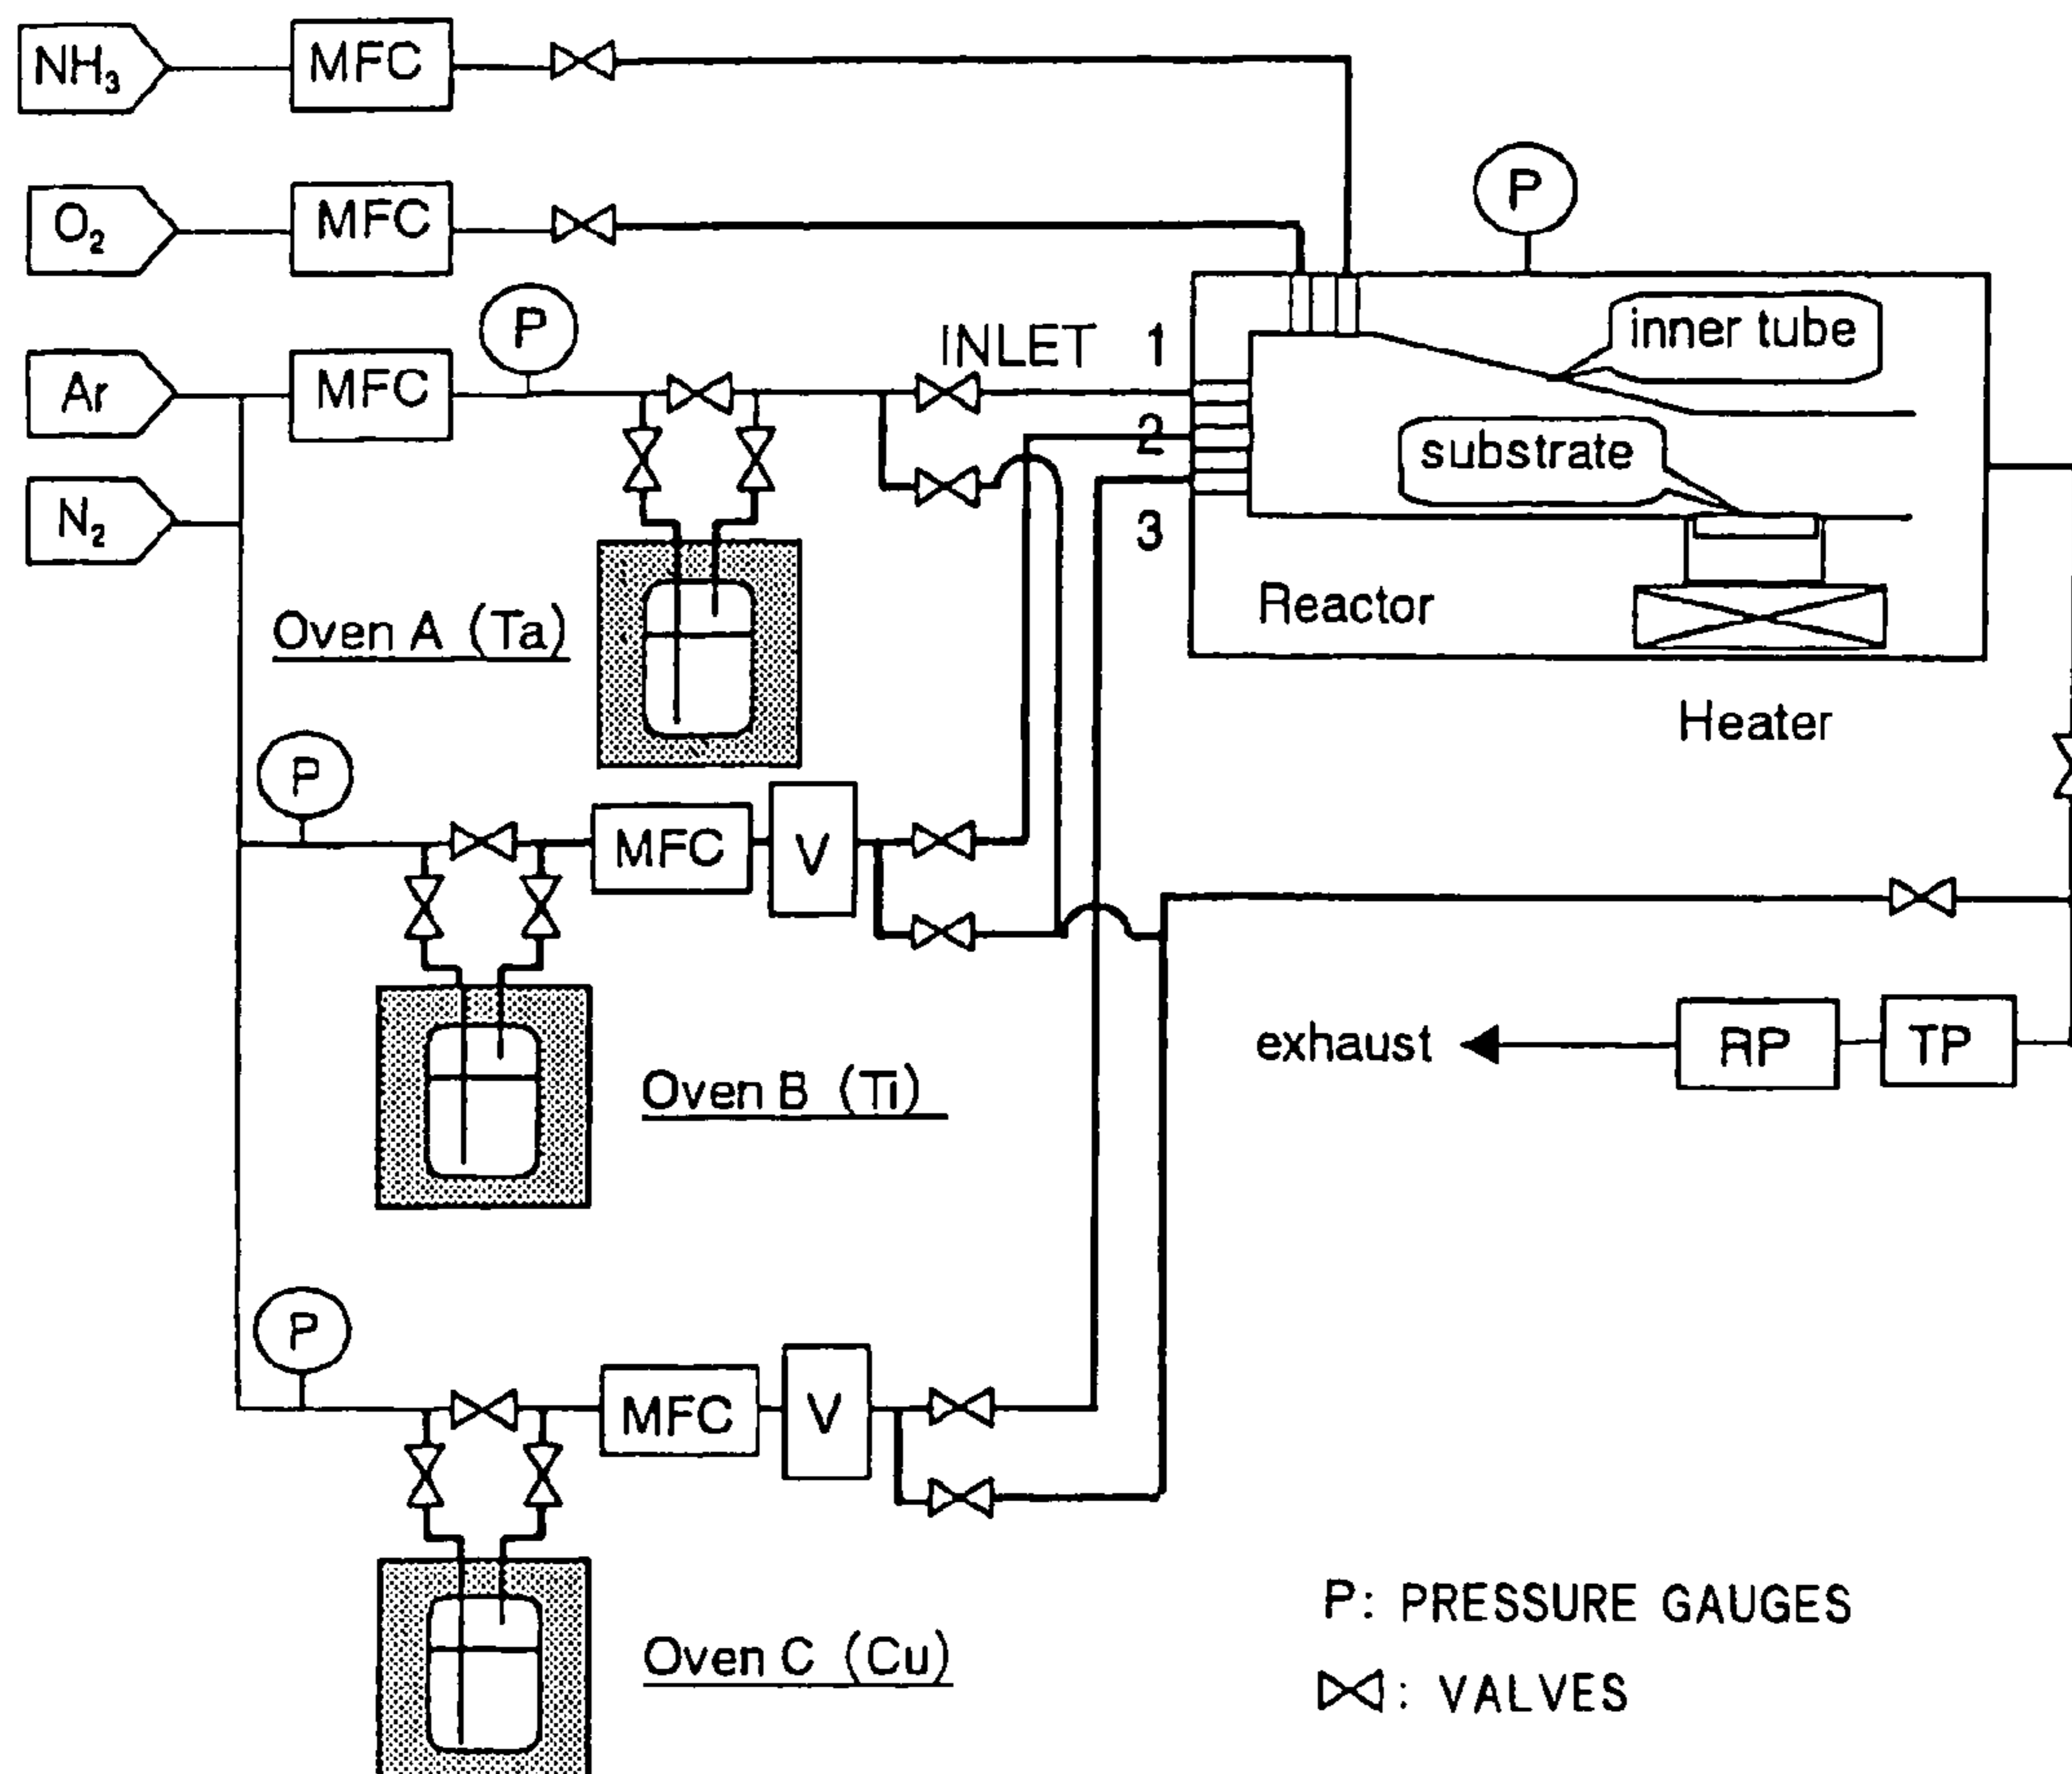 NH₃
MFC
O₂
MFC
P
P
Ar
MFC
INLET 1
inner tube
2
substrate
N₂
3
Reactor
Oven A (Ta)
Heater
P
MFC
V
exhaust
RP
TP
Oven B (Ti)
P
MFC
V
P: PRESSURE GAUGES
Oven C (Cu)
: VALVES